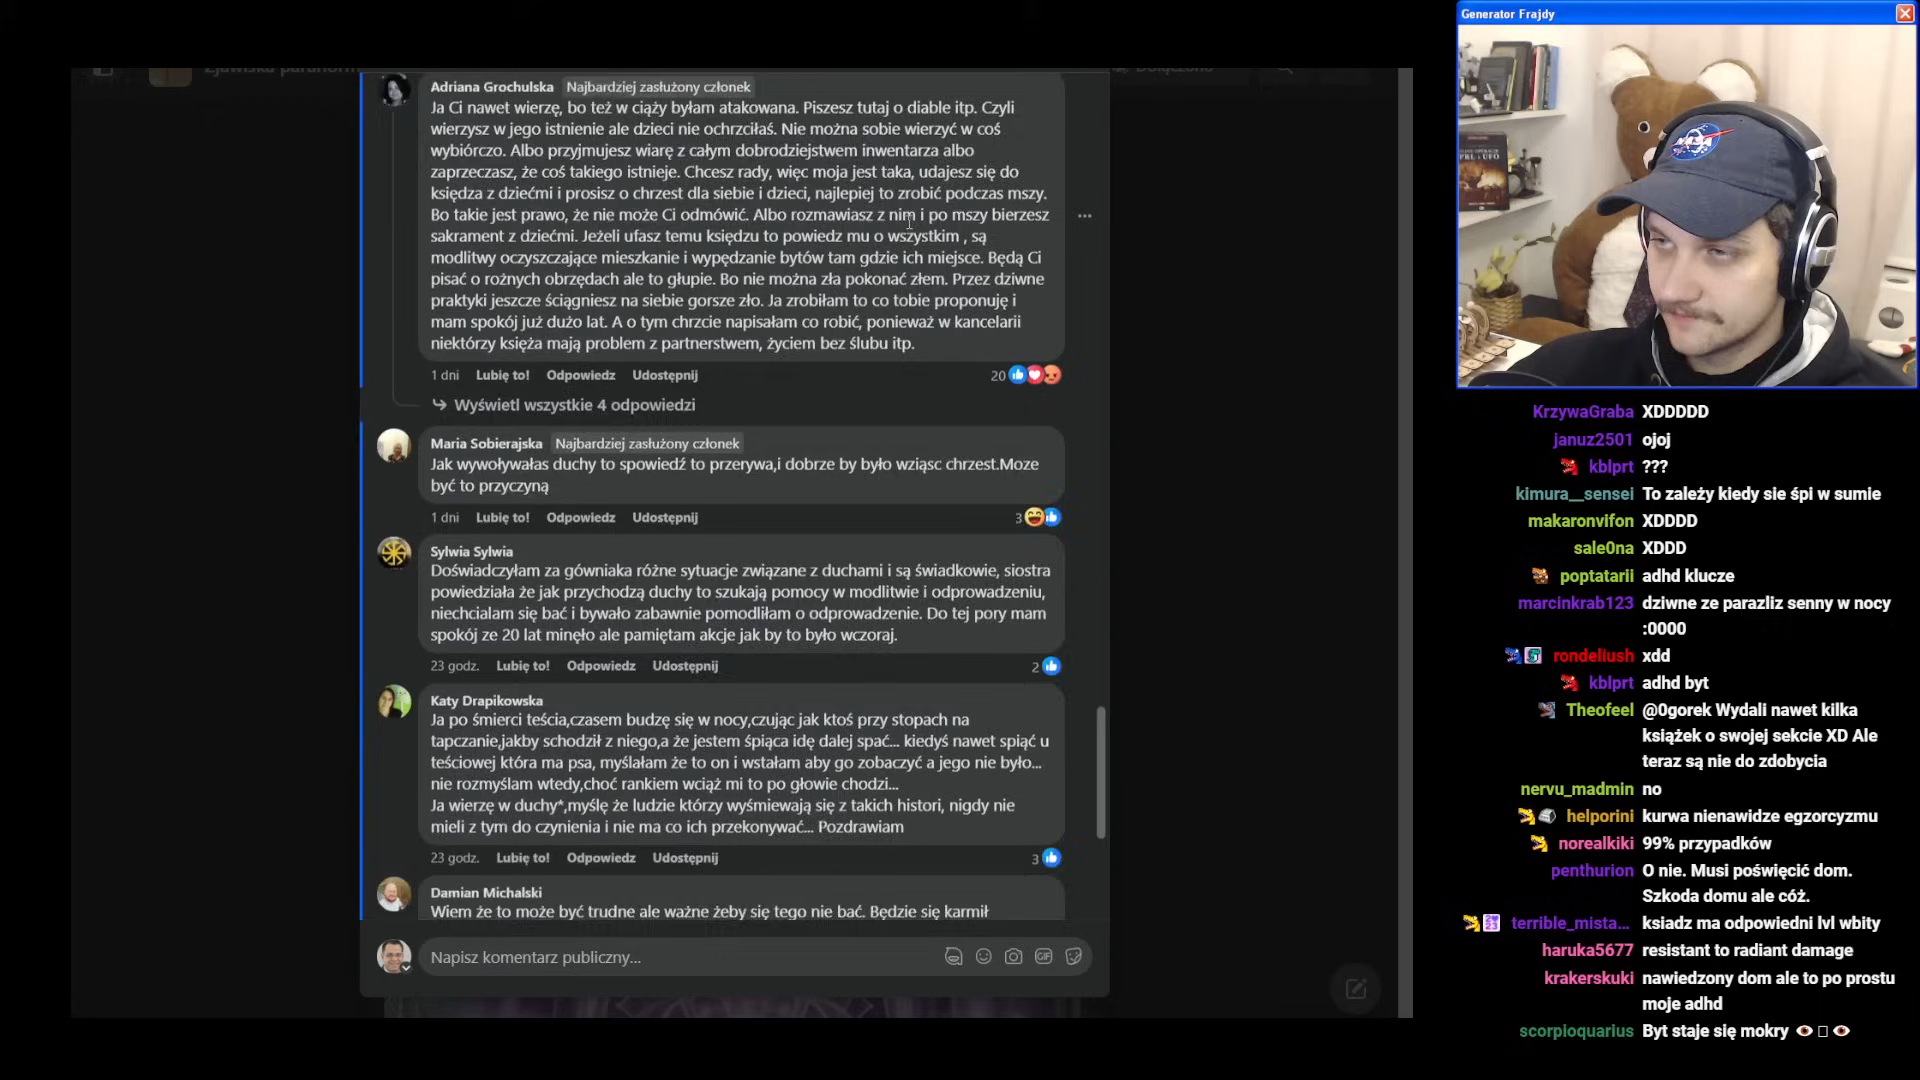 Generator Frajdy
Adriana Grochulska Najbardziej zasłużony członek
Ja Ci nawet wierzę, bo też w ciąży byłam atakowana. Piszesz tutaj o diable itp. Czyli
wierzysz w jego istnienie ale dzieci nie ochrzciłaś. Nie można sobie wierzyć w coś
wybiórczo. Albo przyjmujesz wiarę z całym dobrodziejstwem inwentarza albo
zaprzeczasz, że coś takiego istnieje. Chcesz rady, więc moja jest taka, udajesz się do
księdza z dziećmi i prosisz o chrzest dla siebie i dzieci, najlepiej to zrobić podczas mszy.
Bo takie jest prawo, że nie może Ci odmówić. Albo rozmawiasz z nim i po mszy bierzesz
sakrament z dziećmi. Jeżeli ufasz temu księdzu to powiedz mu o wszystkim , są
modlitwy oczyszczające mieszkanie i wypędzanie bytów tam gdzie ich miejsce. Będą Ci
pisać o rożnych obrzędach ale to głupie. Bo nie można zła pokonać złem. Przez dziwne
praktyki jeszcze ściągniesz na siebie gorsze zło. Ja zrobiłam to co tobie proponuję i
mam spokój już dużo lat. A o tym chrzcie napisałam co robić, ponieważ w kancelarii
niektórzy księża mają problem z partnerstwem, życiem bez ślubu itp.
1 dni Lubię to! Odpowiedz Udostępnij 20
Wyświetl wszystkie 4 odpowiedzi
Maria Sobierajska Najbardziej zasłużony członek
Jak wywoływałas duchy to spowiedź to przerywa,i dobrze by było wziąsc chrzest.Moze
być to przyczyną
1 dni Lubię to! Odpowiedz Udostępnij 3
Sylwia Sylwia
Doświadczyłam za gówniaka różne sytuacje związane z duchami i są świadkowie, siostra
powiedziała że jak przychodzą duchy to szukają pomocy w modlitwie i odprowadzeniu,
niechcialam się bać i bywało zabawnie pomodliłam o odprowadzenie. Do tej pory mam
spokój ze 20 lat minęło ale pamiętam akcje jak by to było wczoraj.
23 godz. Lubię to! Odpowiedz Udostępnij 2
Katy Drapikowska
Ja po śmierci teścia,czasem budzę się w nocy,czując jak ktoś przy stopach na
tapczanie,jakby schodził z niego,a że jestem śpiąca idę dalej spać... kiedyś nawet spiąć u
teściowej która ma psa, myślałam że to on i wstałam aby go zobaczyć a jego nie było...
nie rozmyślam wtedy,choć rankiem wciąż mi to po głowie chodzi...
Ja wierzę w duchy*,myślę że ludzie którzy wyśmiewają się z takich histori, nigdy nie
mieli z tym do czynienia i nie ma co ich przekonywać... Pozdrawiam
23 godz. Lubię to! Odpowiedz Udostępnij 3
Damian Michalski
Wiem że to może być trudne ale ważne żeby się tego nie bać. Będzie się karmił
Napisz komentarz publiczny...
GIF
KrzywaGraba XDDDDD
januz2501 ojoj
kblprt ???
kimura__sensei To zależy kiedy sie śpi w sumie
makaronvifon XDDDD
sale0na XDDD
poptatarii adhd klucze
marcinkrab123 dziwne ze parazliz senny w nocy
:0000
rondeliush xdd
kblprt adhd byt
Theofeel @0gorek Wydali nawet kilka
książek o swojej sekcie XD Ale
teraz są nie do zdobycia
nervu_madmin no
helporini kurwa nienawidze egzorcyzmu
norealkiki 99% przypadków
penthurion O nie. Musi poświęcić dom.
Szkoda domu ale cóż.
terrible_mista... ksiadz ma odpowiedni lvl wbity
haruka5677 resistant to radiant damage
krakerskuki nawiedzony dom ale to po prostu
moje adhd
scorpioquarius Byt staje się mokry 👁️ 👁️